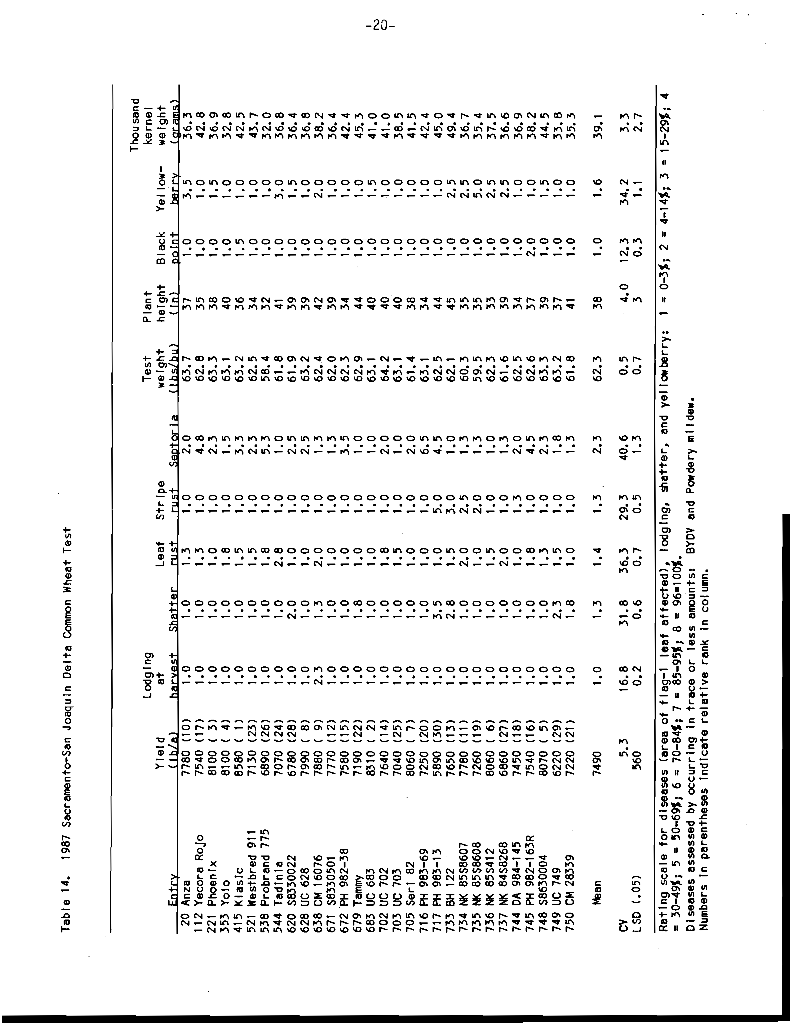 -20-
Table 14. 1987 Sacramento-San Joaquin Delta Common Wheat Test
Thousand
Lodging Test Plant kernel
Yield at Leaf Stripe weight height Black Yellow- weight
Entry (lb/a) harvest Shatter rust rust Septoria (lbs/bu) (in) point berry (grams)
20 Anza 7780 (10) 1.0 1.0 1.3 1.0 2.0 63.7 37 1.0 3.5 36.3
112 Yecora Rojo 7540 (17) 1.0 1.0 1.3 1.0 4.8 62.8 35 1.0 1.0 42.8
221 Phoenix 8100 ( 3) 1.0 1.0 1.0 1.0 2.3 63.3 38 1.0 1.5 36.9
353 Yolo 8100 ( 4) 1.0 1.0 1.8 1.0 1.5 63.1 40 1.0 1.0 32.8
415 Klasic 8580 ( 1) 1.0 1.0 1.5 1.0 3.3 63.2 36 1.5 1.0 42.5
521 Westbred 911 7130 (23) 1.0 1.0 1.5 1.0 2.3 62.5 34 1.0 1.0 43.7
538 Probrand 775 6890 (26) 1.0 1.0 1.8 1.0 5.3 58.4 32 1.0 1.0 32.0
544 Tadinia 7070 (24) 1.0 1.0 2.8 1.0 1.0 61.8 41 1.0 3.0 36.8
620 S8330022 6780 (28) 1.0 2.0 1.0 1.0 2.5 61.9 39 1.0 1.5 36.4
628 UC 628 7990 ( 8) 1.0 1.0 1.0 1.0 2.5 63.2 39 1.0 1.0 36.8
638 CM 16076 7880 ( 9) 2.3 1.3 2.0 1.0 1.3 62.4 42 1.0 2.0 38.2
671 S8330501 7770 (12) 1.0 1.0 1.0 1.0 1.3 62.0 39 1.0 1.0 36.4
672 PH 982-38 7580 (15) 1.0 1.0 1.0 1.0 3.5 62.3 34 1.0 1.0 42.4
679 Tammy 7190 (22) 1.0 1.8 1.0 1.0 1.0 62.9 44 1.0 1.0 45.3
683 UC 683 8310 ( 2) 1.0 1.0 1.0 1.0 1.0 63.1 40 1.0 1.5 41.0
702 UC 702 7640 (14) 1.0 1.0 1.8 1.0 2.0 64.2 40 1.0 1.0 41.0
703 UC 703 7040 (25) 1.0 1.0 1.5 1.0 1.0 63.1 40 1.0 1.0 38.5
705 Seri 82 8060 ( 7) 1.0 1.0 1.0 1.0 2.0 61.4 38 1.0 1.0 41.5
716 PH 983-69 7250 (20) 1.0 1.0 1.0 1.0 6.5 63.1 34 1.0 1.0 42.4
717 PH 983-13 5890 (30) 1.0 3.5 1.0 5.0 4.5 62.5 44 1.0 1.0 45.0
733 BH 122 7650 (13) 1.0 2.8 1.5 3.0 1.0 62.1 45 1.0 2.5 49.4
734 NK 85S8607 7780 (11) 1.0 1.0 2.0 2.5 1.3 60.3 35 1.0 2.5 36.7
735 NK 85S8608 7260 (19) 1.0 1.0 1.0 2.0 1.3 59.5 35 1.0 5.0 35.4
736 NK 85S412 8060 ( 6) 1.0 1.0 1.5 1.0 1.0 62.3 33 1.0 2.5 37.5
737 NK 84S8268 6860 (27) 1.0 1.0 2.0 1.0 1.3 61.6 39 1.0 2.5 36.6
744 DA 984-145 7450 (18) 1.0 1.0 1.0 1.3 2.0 62.5 34 1.0 1.0 36.9
745 PH 982-163R 7540 (16) 1.0 1.0 1.8 1.0 4.5 62.6 37 2.0 1.0 38.2
748 S8630004 8070 ( 5) 1.0 1.0 1.3 1.0 2.3 63.3 39 1.0 1.5 44.5
749 UC 749 6220 (29) 1.0 2.3 1.5 1.0 1.8 63.2 37 1.0 1.0 33.8
750 CM 28339 7220 (21) 1.0 1.8 1.0 1.0 1.3 61.8 41 1.0 1.0 35.3
Mean 7490 1.0 1.3 1.4 1.3 2.3 62.3 38 1.0 1.6 39.1
CV 5.3 16.8 31.8 36.3 29.3 40.6 0.5 4.0 12.3 34.2 3.3
LSD (.05) 560 0.2 0.6 0.7 0.5 1.3 0.7 3 0.3 1.1 2.7
Rating scale for diseases (area of flag-1 leaf affected), lodging, shatter, and yellowberry: 1 = 0-3%; 2 = 4-14%; 3 = 15-29%; 4
= 30-49%; 5 = 50-69%; 6 = 70-84%; 7 = 85-95%; 8 = 96=100%.
Diseases assessed by occurring in trace or less amounts: BYDV and Powdery mildew.
Numbers in parentheses indicate relative rank in column.